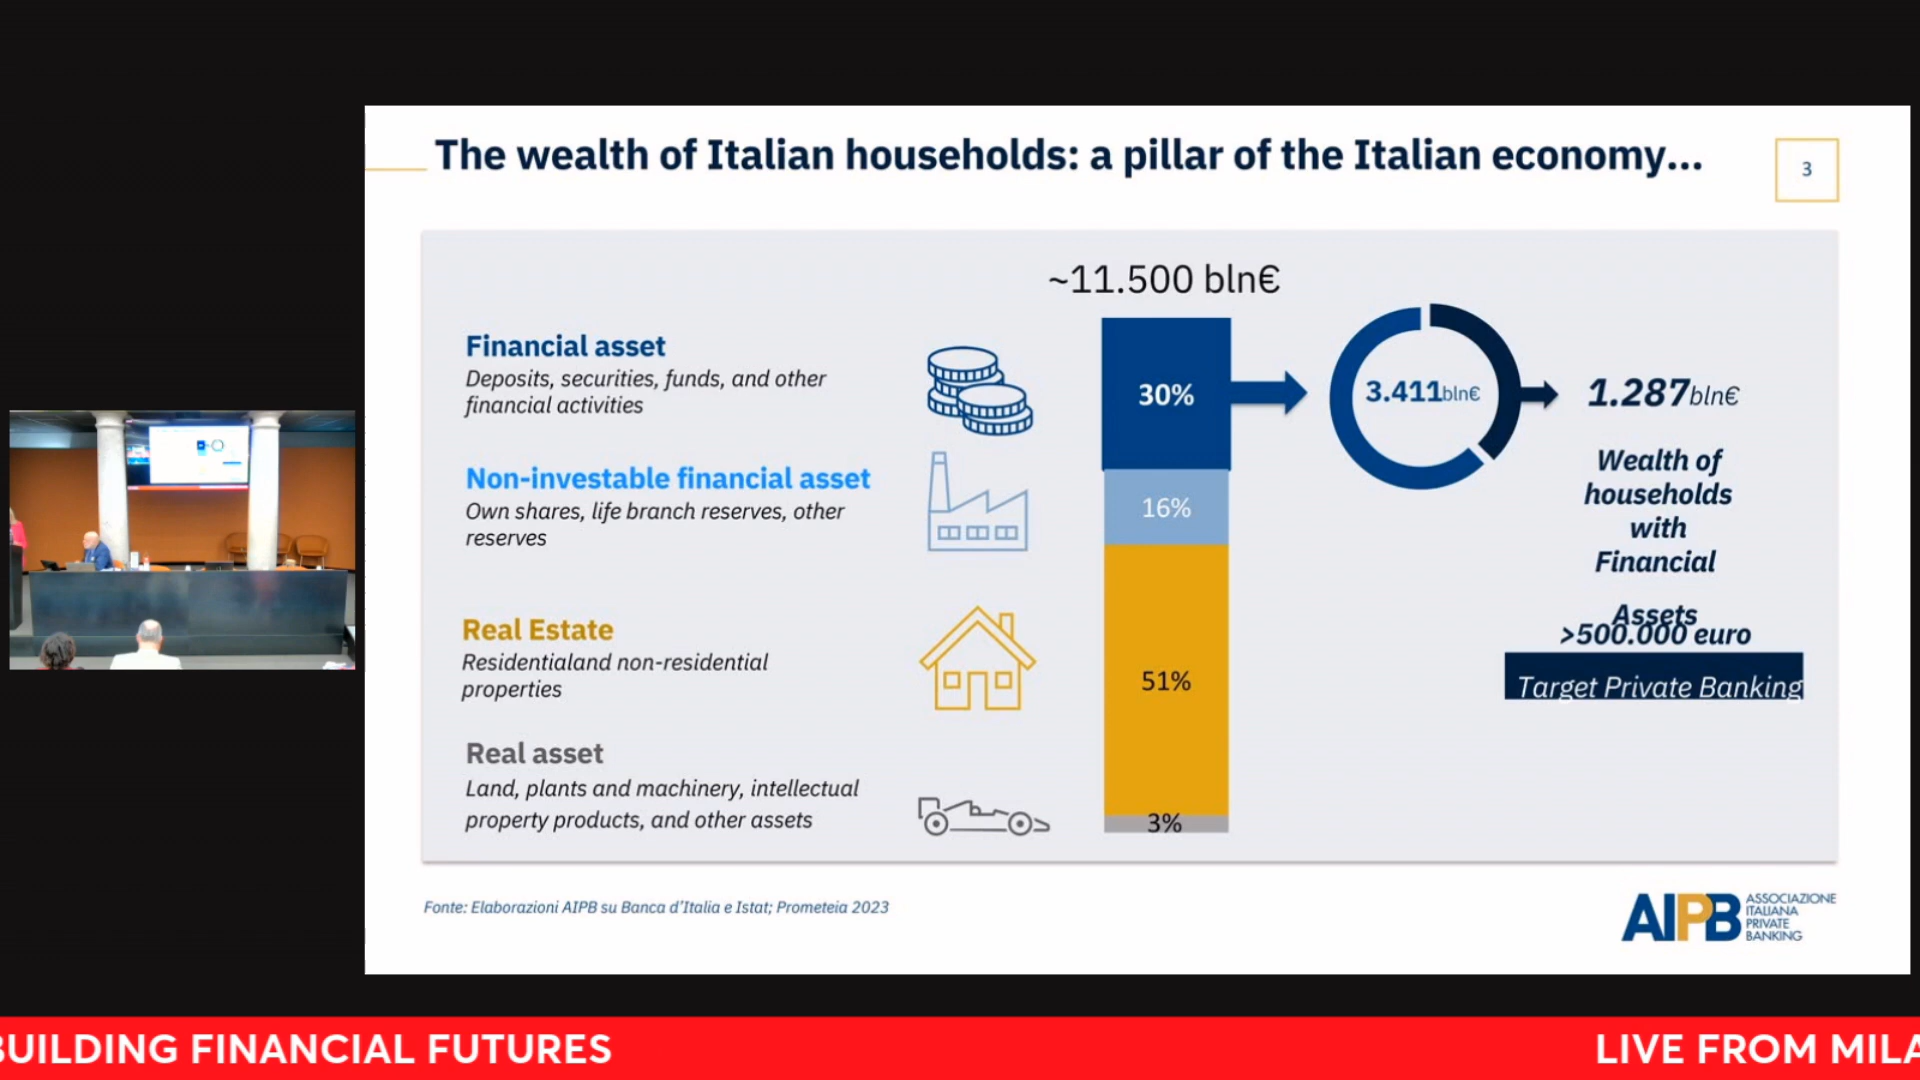 The wealth of Italian households: a pillar of the Italian economy...
3
~11.500 bln€
Financial asset
Deposits, securities, funds, and other
financial activities
30%
3.411bln€
1.287bln€
Wealth of
households
with
Financial
Assets
>500.000 euro
Target Private Banking
Non-investable financial asset
Own shares, life branch reserves, other
reserves
16%
Real Estate
Residentialand non-residential
properties
51%
Real asset
Land, plants and machinery, intellectual
property products, and other assets
3%
Fonte: Elaborazioni AIPB su Banca d'Italia e Istat; Prometeia 2023
AIPB
ASSOCIAZIONE
ITALIANA
PRIVATE
BANKING
BUILDING FINANCIAL FUTURES
LIVE FROM MILA